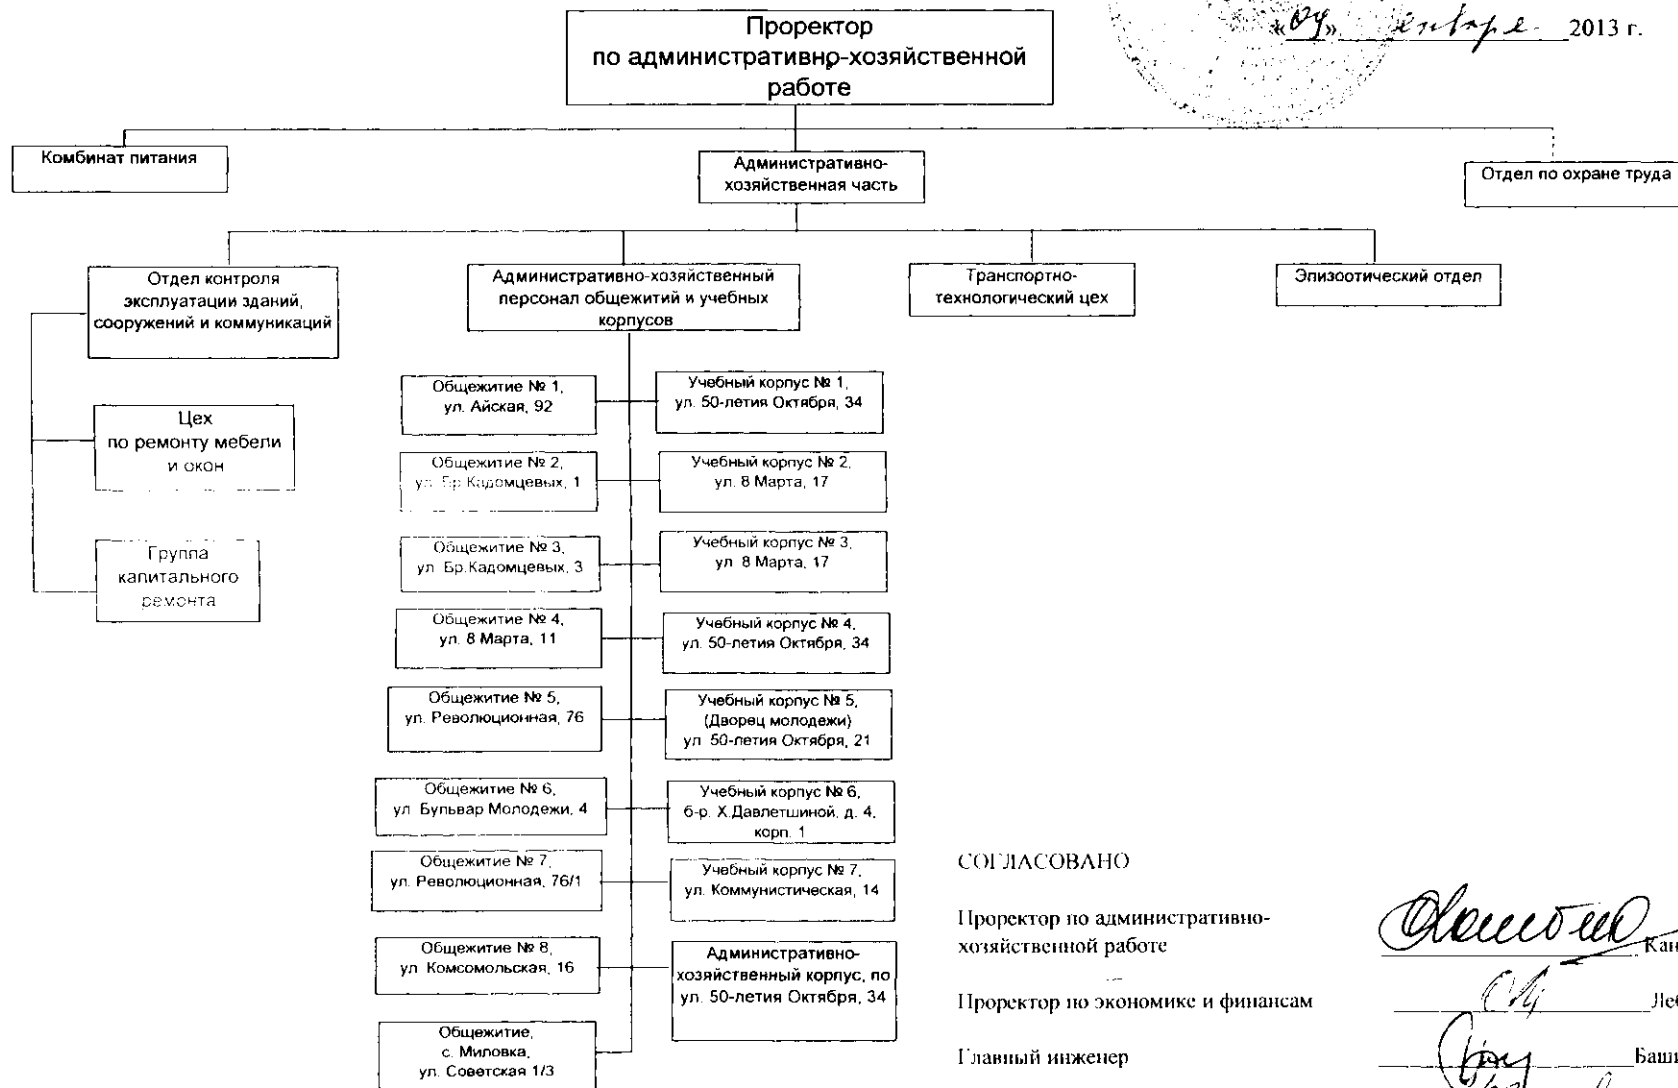 «04» января 2013 г.
Проректор
по административно-хозяйственной
работе
Комбинат питания
Административно-
хозяйственная часть
Отдел по охране труда
Отдел контроля
эксплуатации зданий,
сооружений и коммуникаций
Административно-хозяйственный
персонал общежитий и учебных
корпусов
Транспортно-
технологический цех
Эпизоотический отдел
Цех
по ремонту мебели
и окон
Группа
капитального
ремонта
Общежитие № 1,
ул. Айская, 92
Учебный корпус № 1,
ул. 50-летия Октября, 34
Общежитие № 2,
ул. Бр.Кадомцевых, 1
Учебный корпус № 2,
ул. 8 Марта, 17
Общежитие № 3,
ул. Бр.Кадомцевых, 3
Учебный корпус № 3,
ул. 8 Марта, 17
Общежитие № 4,
ул. 8 Марта, 11
Учебный корпус № 4,
ул. 50-летия Октября, 34
Общежитие № 5,
ул. Революционная, 76
Учебный корпус № 5,
(Дворец молодежи)
ул. 50-летия Октября, 21
Общежитие № 6,
ул. Бульвар Молодежи, 4
Учебный корпус № 6,
б-р. Х.Давлетшиной, д. 4,
корп. 1
Общежитие № 7,
ул. Революционная, 76/1
Учебный корпус № 7,
ул. Коммунистическая, 14
Общежитие № 8,
ул. Комсомольская, 16
Административно-
хозяйственный корпус, по
ул. 50-летия Октября, 34
Общежитие,
с. Миловка,
ул. Советская 1/3
СОГЛАСОВАНО
Проректор по административно-
хозяйственной работе
Кан
Проректор по экономике и финансам
Леб
Главный инженер
Баши